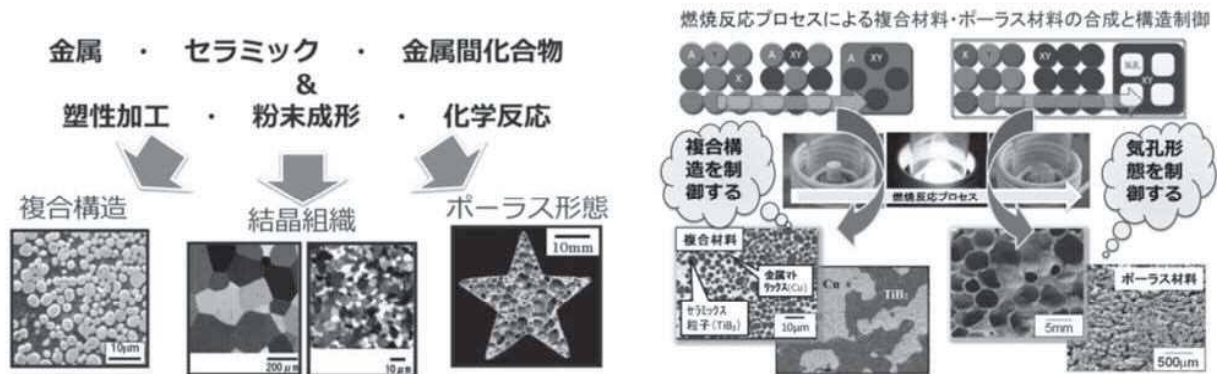 金属 ・ セラミック ・ 金属間化合物
&
塑性加工 ・ 粉末成形 ・ 化学反応
複合構造
結晶組織
ポーラス形態
10μm
200μm
10μm
10mm
燃焼反応プロセスによる複合材料・ポーラス材料の合成と構造制御
A
Y
X
A
XY
A
XY
X
Y
XY
気孔
XY
複合構
造を制
御する
燃焼反応プロセス
気孔形
態を制
御する
複合材料
金属マト
リックス(Cu)
セラミックス
粒子(TiB₂)
10μm
Cu
TiB₂
5mm
ポーラス材料
500μm